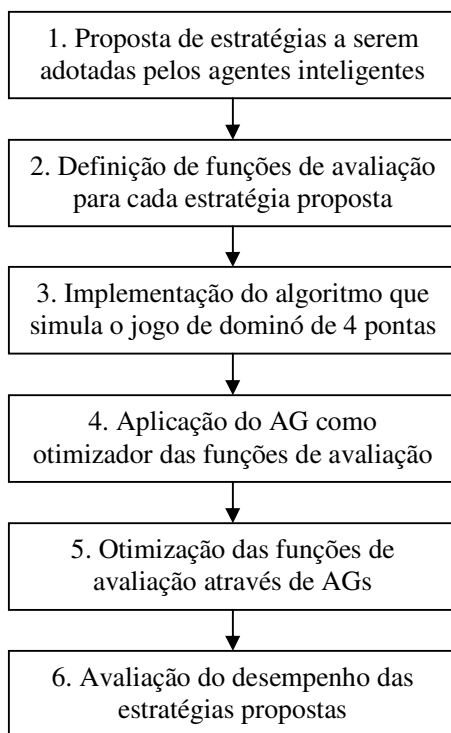 1. Proposta de estratégias a serem
adotadas pelos agentes inteligentes
2. Definição de funções de avaliação
para cada estratégia proposta
3. Implementação do algoritmo que
simula o jogo de dominó de 4 pontas
4. Aplicação do AG como
otimizador das funções de avaliação
5. Otimização das funções de
avaliação através de AGs
6. Avaliação do desempenho das
estratégias propostas